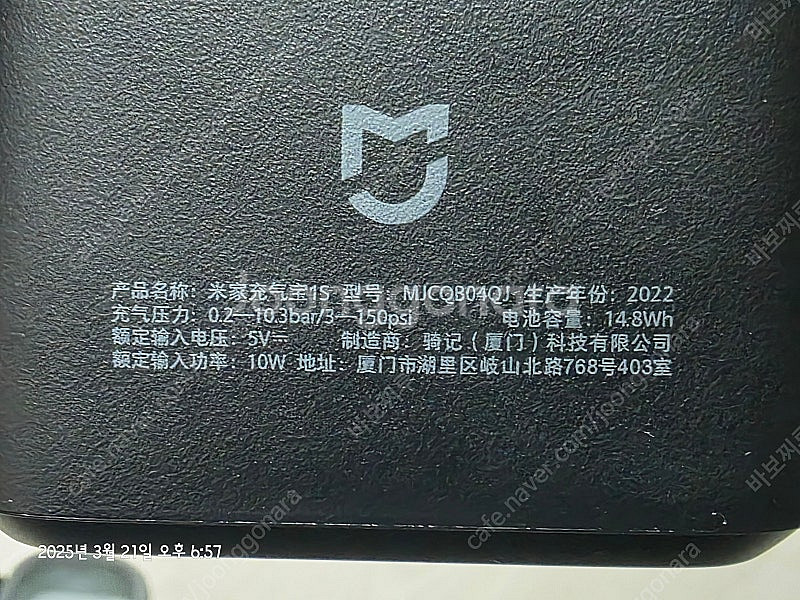 产品名称：米家充气宝1S 型号：MJCQB04QJ 生产年份：2022
充气压力：0.2—10.3bar/3—150psi 电池容量：14.8Wh
额定输入电压：5V⎓ 制造商：骑记（厦门）科技有限公司
额定输入功率：10W 地址：厦门市湖里区岐山北路768号403室
2025년 3월 21일 오후 6:57
joonggonara
cafe.naver.com/joonggonara